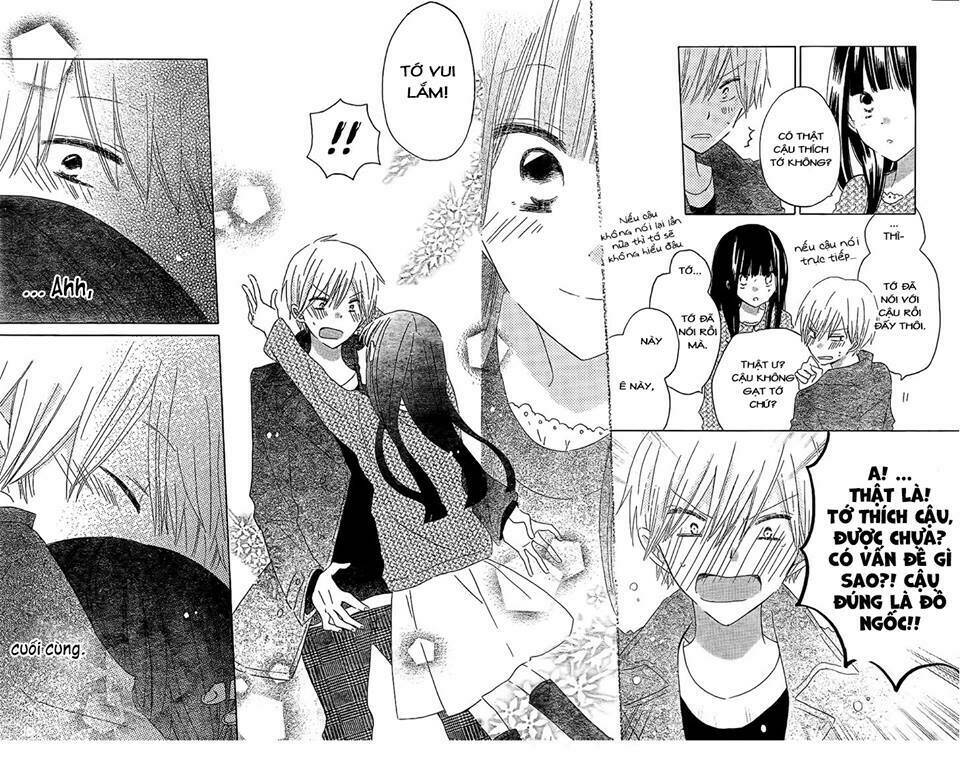 CÓ THẬT
CẬU THÍCH
TỚ KHÔNG?
...
THÌ-
TỚ ĐÃ
NÓI VỚI
CẬU RỒI
ĐẤY THÔI.
nếu cậu nói
trực tiếp...
Nếu cậu
không nói lại lần
nữa thì tớ sẽ
không hiểu đâu.
TỚ...
TỚ ĐÃ
NÓI RỒI
MÀ.
THẬT Ư?
CẬU KHÔNG
GẠT TỚ
CHỨ?
NÀY
Ê NÀY,
A! ...
THẬT LÀ!
TỚ THÍCH CẬU,
ĐƯỢC CHƯA?
CÓ VẤN ĐỀ GÌ
SAO?! CẬU
ĐÚNG LÀ ĐỒ
NGỐC!!
TỚ VUI
LẮM!
!!
... Ahh,
cuối cùng.